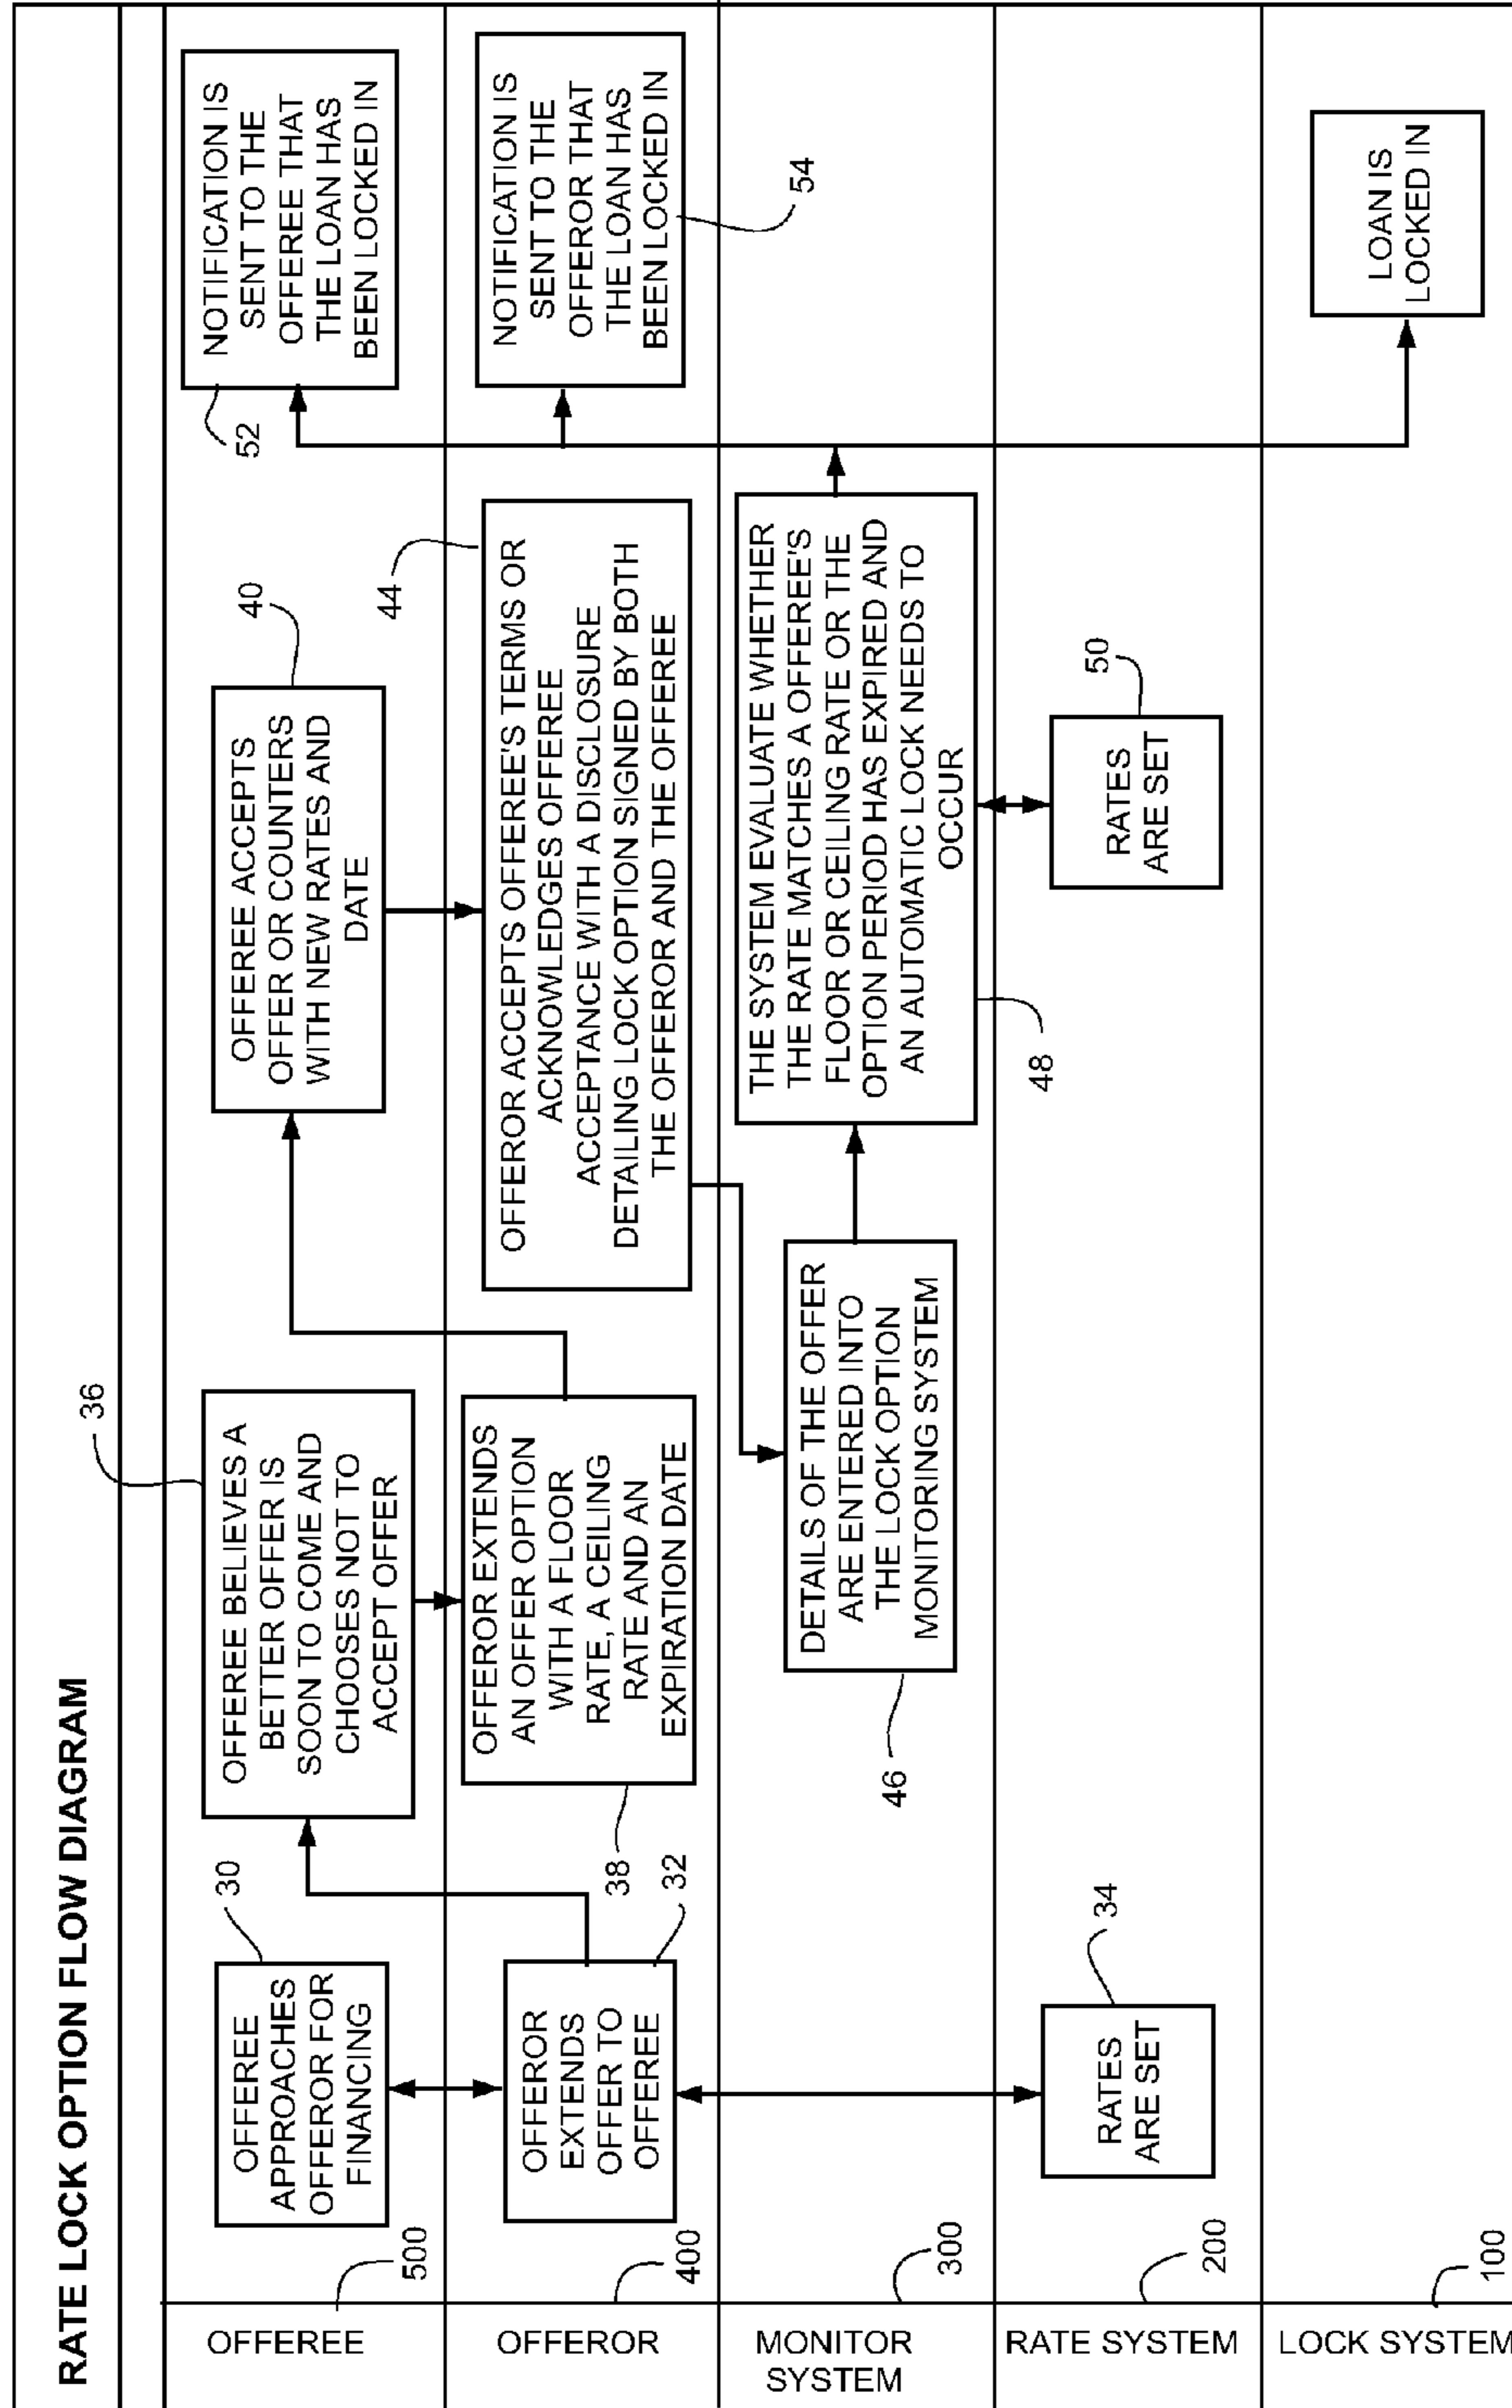 RATE LOCK OPTION FLOW DIAGRAM
OFFEREE
500
OFFEREE
APPROACHES
OFFEROR FOR
FINANCING
30
OFFEREE BELIEVES A
BETTER OFFER IS
SOON TO COME AND
CHOOSES NOT TO
ACCEPT OFFER
36
OFFEREE ACCEPTS
OFFER OR COUNTERS
WITH NEW RATES AND
DATE
40
NOTIFICATION IS
SENT TO THE
OFFEREE THAT
THE LOAN HAS
BEEN LOCKED IN
52
OFFEROR
400
OFFEROR
EXTENDS
OFFER TO
OFFEREE
32
OFFEROR EXTENDS
AN OFFER OPTION
WITH A FLOOR
RATE, A CEILING
RATE AND AN
EXPIRATION DATE
38
OFFEROR ACCEPTS OFFEREE'S TERMS OR
ACKNOWLEDGES OFFEREE
ACCEPTANCE WITH A DISCLOSURE
DETAILING LOCK OPTION SIGNED BY BOTH
THE OFFEROR AND THE OFFEREE
44
NOTIFICATION IS
SENT TO THE
OFFEROR THAT
THE LOAN HAS
BEEN LOCKED IN
54
MONITOR
SYSTEM
300
DETAILS OF THE OFFER
ARE ENTERED INTO
THE LOCK OPTION
MONITORING SYSTEM
46
THE SYSTEM EVALUATE WHETHER
THE RATE MATCHES A OFFEREE'S
FLOOR OR CEILING RATE OR THE
OPTION PERIOD HAS EXPIRED AND
AN AUTOMATIC LOCK NEEDS TO
OCCUR
48
RATE SYSTEM
200
RATES
ARE SET
34
RATES
ARE SET
50
LOCK SYSTEM
100
LOAN IS
LOCKED IN